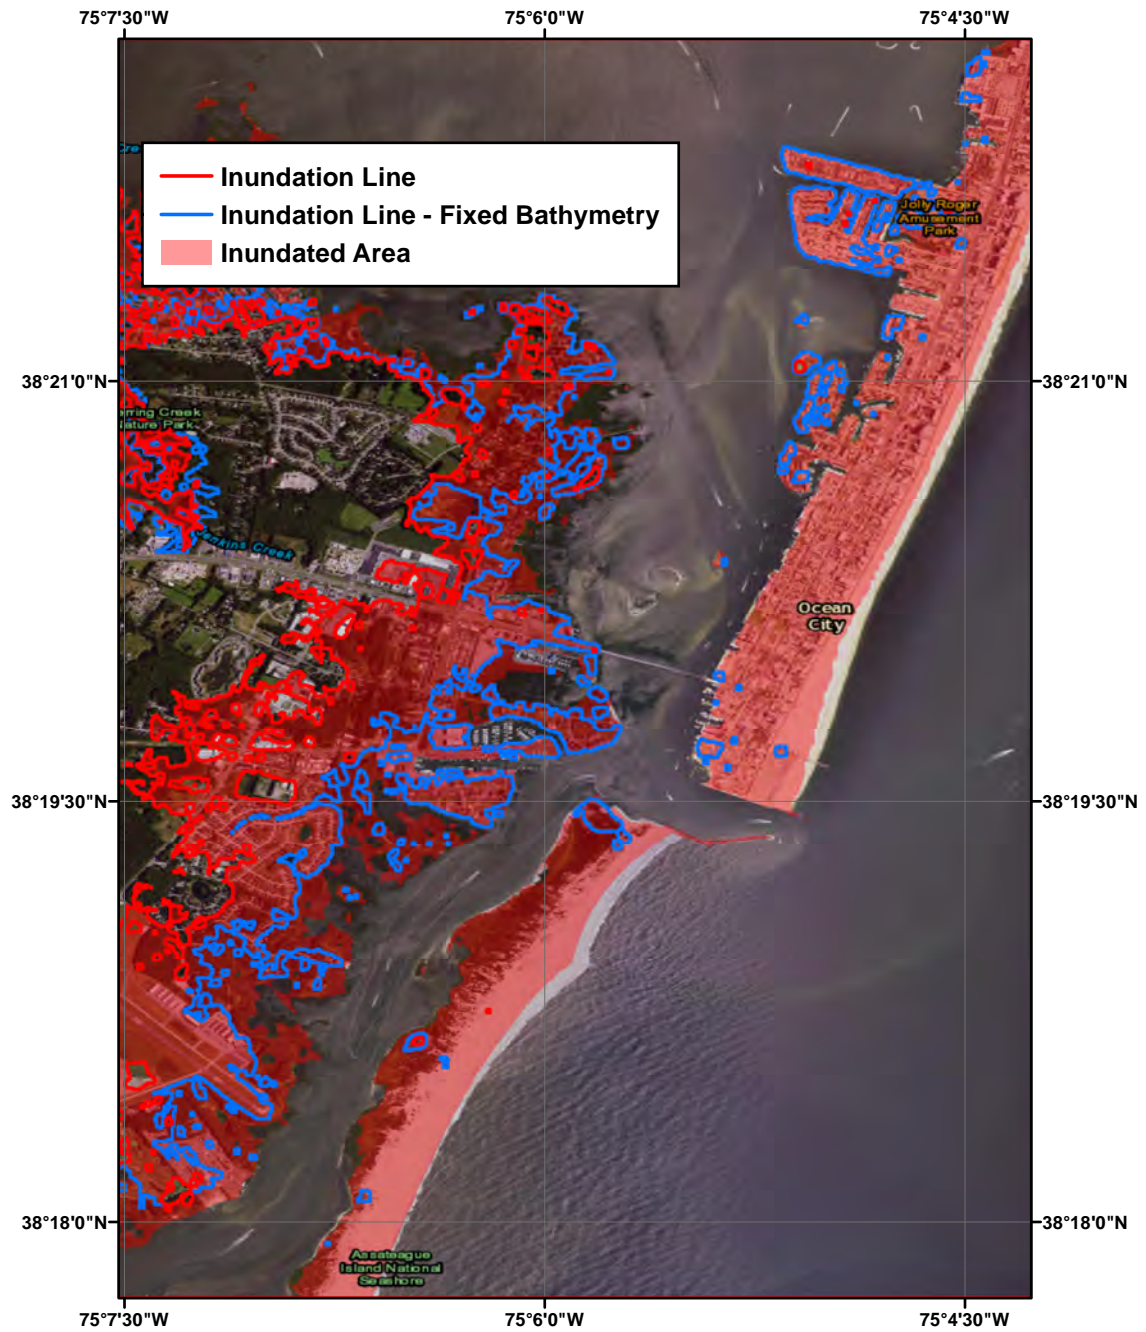 75°7'30"W 75°6'0"W 75°4'30"W
Cre
Inundation Line
Inundation Line - Fixed Bathymetry
Inundated Area
Jolly Roger
Amusement
Park
38°21'0"N 38°21'0"N
erring Creek
Nature Park
Jenkins Creek
Ocean
City
38°19'30"N 38°19'30"N
38°18'0"N 38°18'0"N
Assateague
Island National
Seashore
75°7'30"W 75°6'0"W 75°4'30"W